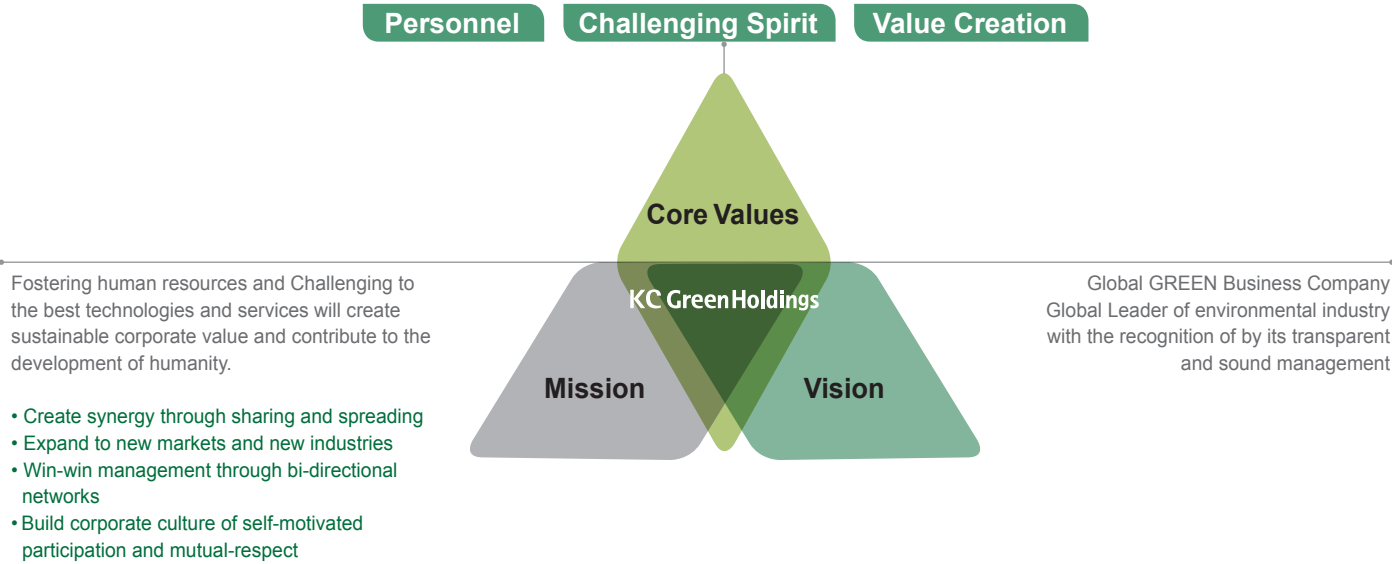 Personnel
Challenging Spirit
Value Creation
Core Values
KC GreenHoldings
Mission
Vision
Fostering human resources and Challenging to
the best technologies and services will create
sustainable corporate value and contribute to the
development of humanity.
• Create synergy through sharing and spreading
• Expand to new markets and new industries
• Win-win management through bi-directional
networks
• Build corporate culture of self-motivated
participation and mutual-respect
Global GREEN Business Company
Global Leader of environmental industry
with the recognition of by its transparent
and sound management